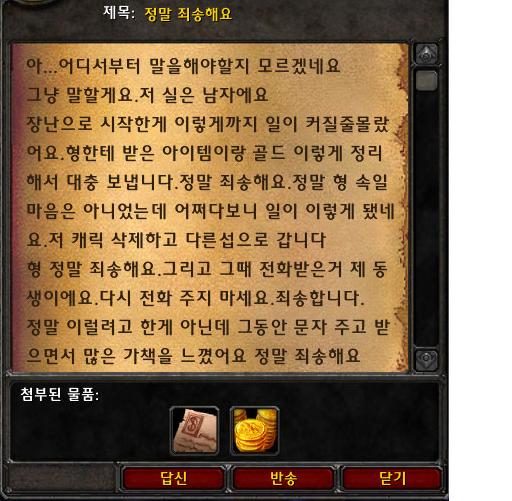 제목: 정말 죄송해요
아...어디서부터 말을해야할지 모르겠네요
그냥 말할게요.저 실은 남자에요
장난으로 시작한게 이렇게까지 일이 커질줄몰랐
어요.형한테 받은 아이템이랑 골드 이렇게 정리
해서 대충 보냅니다.정말 죄송해요.정말 형 속일
마음은 아니었는데 어쩌다보니 일이 이렇게 됐네
요.저 캐릭 삭제하고 다른섭으로 갑니다
형 정말 죄송해요.그리고 그때 전화받은거 제 동
생이에요.다시 전화 주지 마세요.죄송합니다.
정말 이럴려고 한게 아닌데 그동안 문자 주고 받
으면서 많은 가책을 느꼈어요 정말 죄송해요
첨부된 물품:
답신 반송 닫기